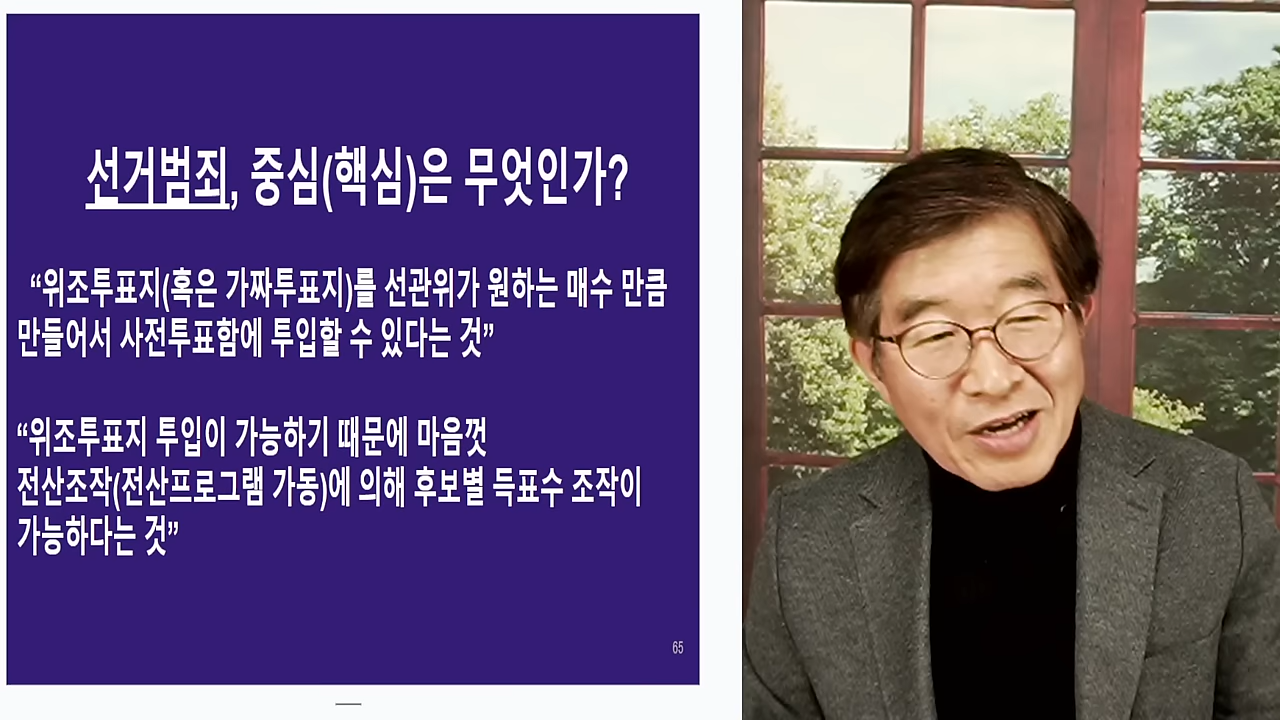 선거범죄, 중심(핵심)은 무엇인가?
“위조투표지(혹은 가짜투표지)를 선관위가 원하는 매수 만큼
만들어서 사전투표함에 투입할 수 있다는 것”
“위조투표지 투입이 가능하기 때문에 마음껏
전산조작(전산프로그램 가동)에 의해 후보별 득표수 조작이
가능하다는 것”
65